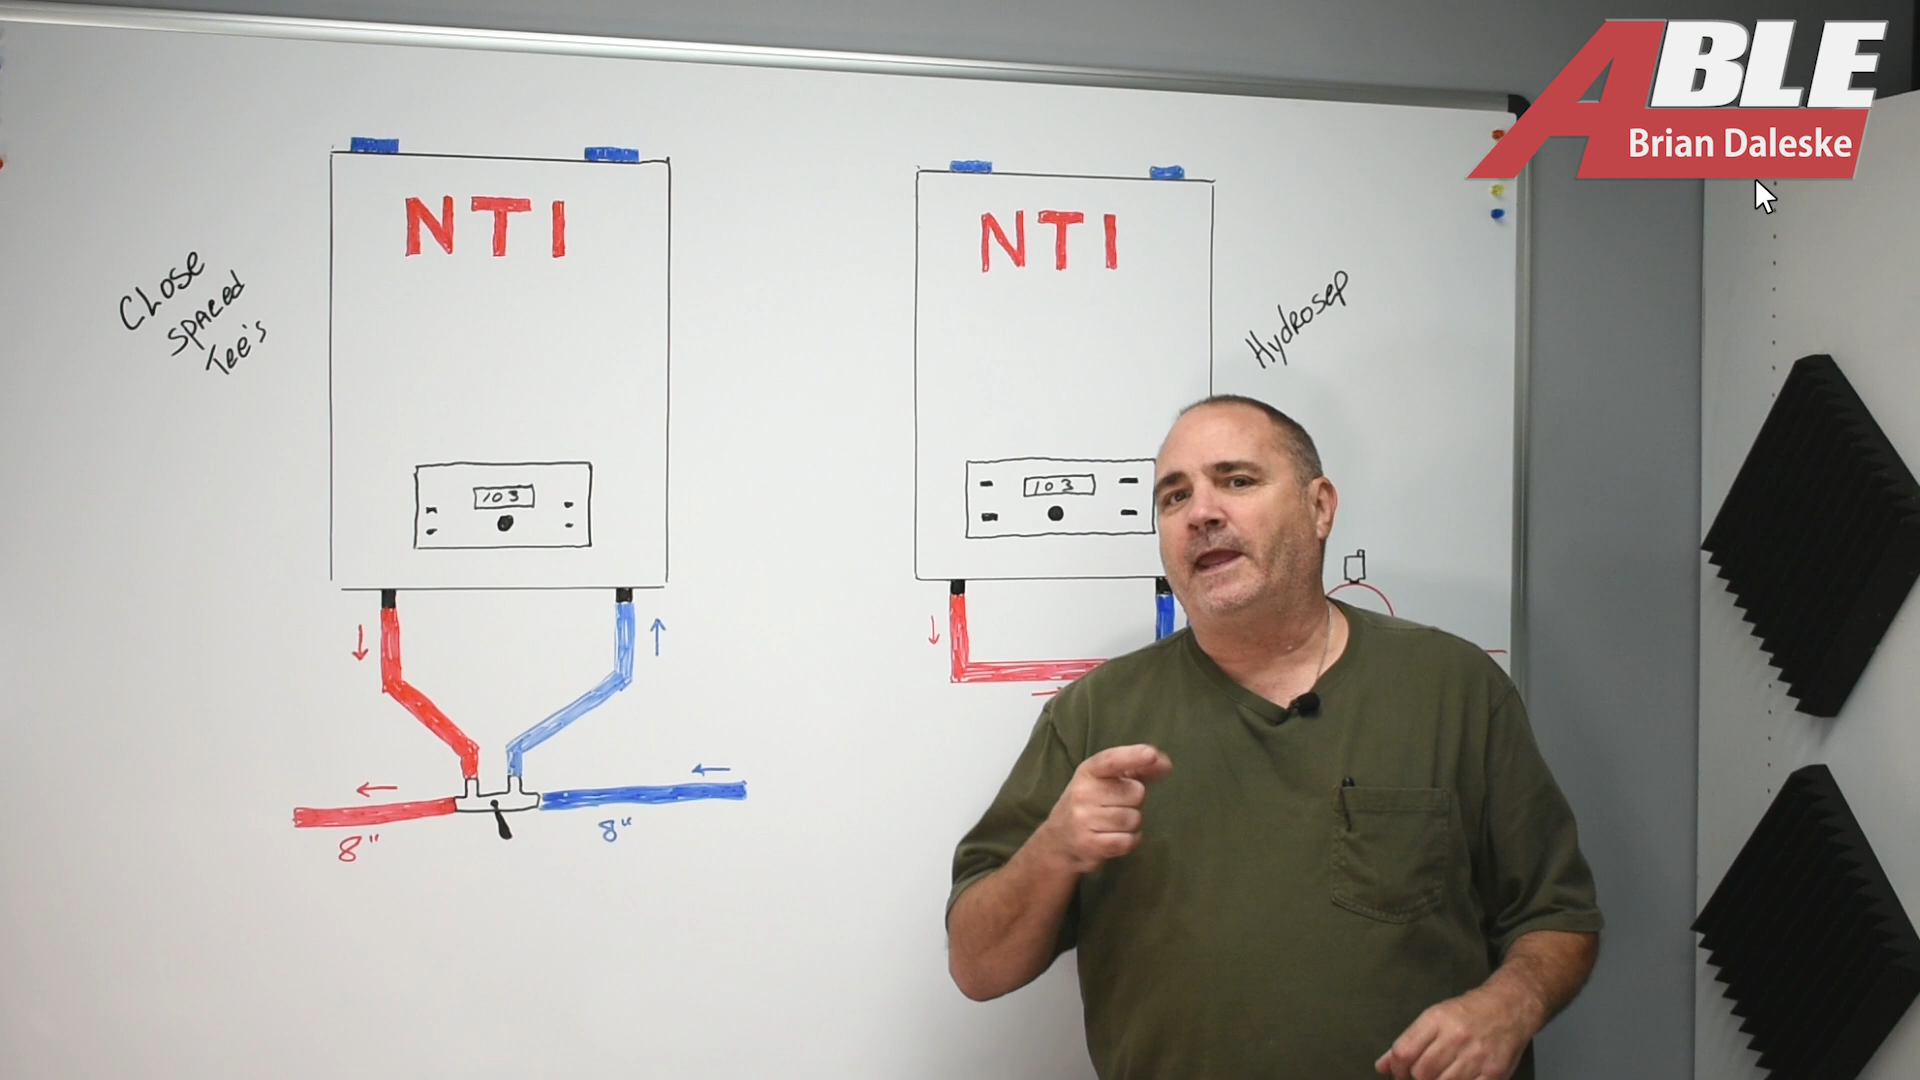 ABLE
Brian Daleske
NTI
NTI
CLOSE
SPACED
Tee's
HydroSep
103
103
8"
8"